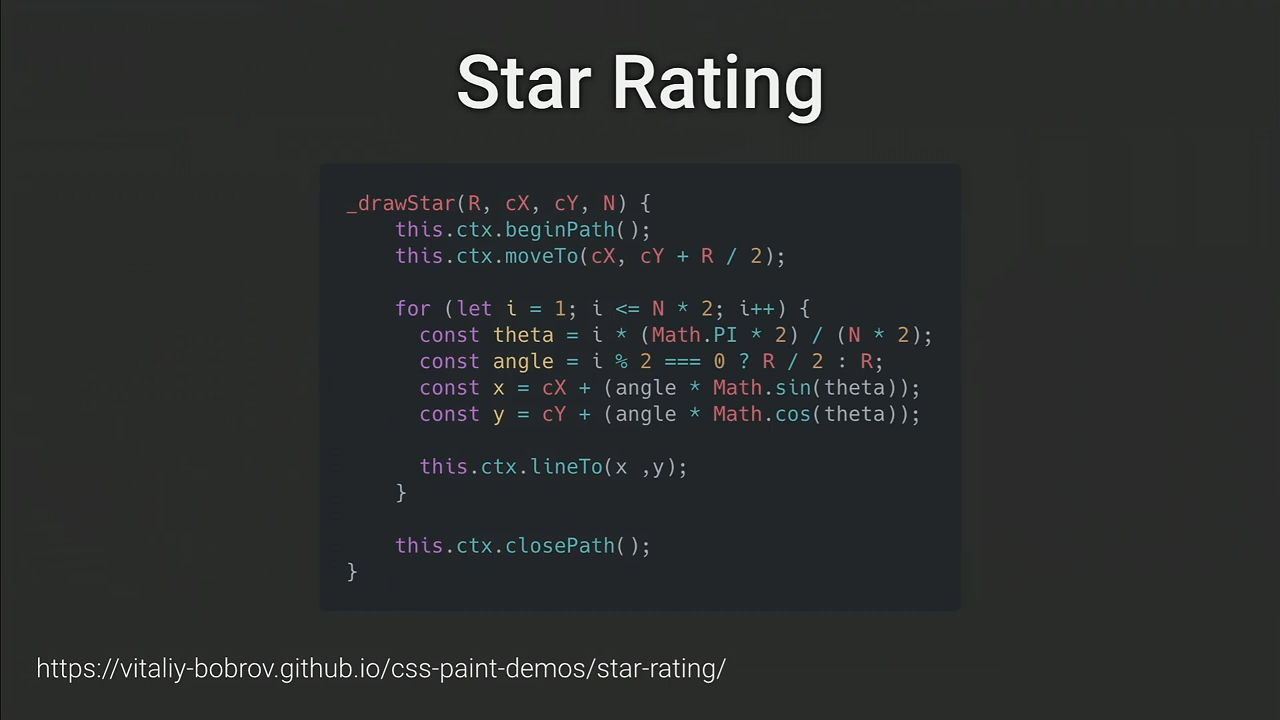 Star Rating
_drawStar(R, cX, cY, N) {
    this.ctx.beginPath();
    this.ctx.moveTo(cX, cY + R / 2);
    for (let i = 1; i <= N * 2; i++) {
      const theta = i * (Math.PI * 2) / (N * 2);
      const angle = i % 2 === 0 ? R / 2 : R;
      const x = cX + (angle * Math.sin(theta));
      const y = cY + (angle * Math.cos(theta));
      this.ctx.lineTo(x ,y);
    }
    this.ctx.closePath();
}
https://vitaliy-bobrov.github.io/css-paint-demos/star-rating/